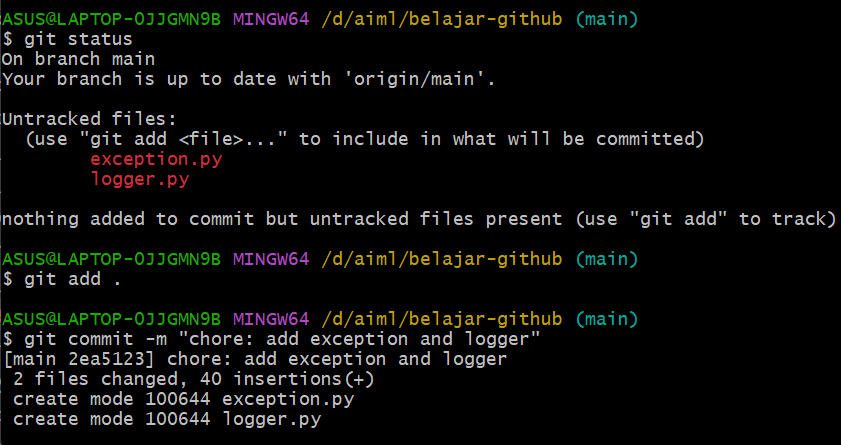 ASUS@LAPTOP-OJJGMN9B MINGW64 /d/aiml/belajar-github (main)
$ git status
On branch main
Your branch is up to date with 'origin/main'.
Untracked files:
(use "git add <file>..." to include in what will be committed)
exception.py
logger.py
nothing added to commit but untracked files present (use "git add" to track)
ASUS@LAPTOP-OJJGMN9B MINGW64 /d/aiml/belajar-github (main)
$ git add .
ASUS@LAPTOP-OJJGMN9B MINGW64 /d/aiml/belajar-github (main)
$ git commit -m "chore: add exception and logger"
[main 2ea5123] chore: add exception and logger
2 files changed, 40 insertions(+)
create mode 100644 exception.py
create mode 100644 logger.py